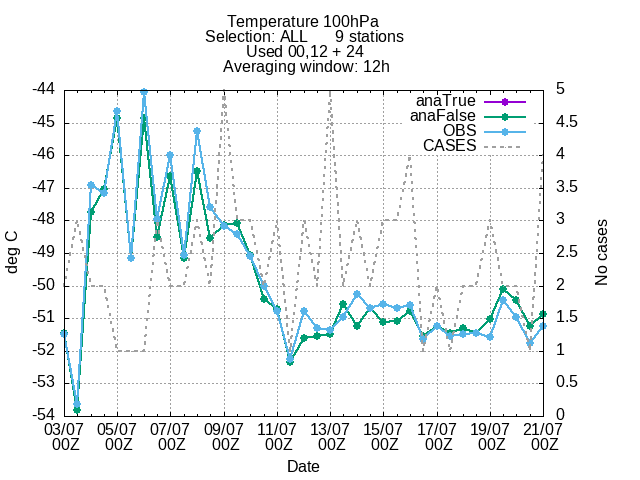 Temperature 100hPa
Selection: ALL 9 stations
Used 00,12 + 24
Averaging window: 12h
anaTrue
anaFalse
OBS
CASES
-44
-45
-46
-47
-48
-49
-50
-51
-52
-53
-54
deg C
5
4.5
4
3.5
3
2.5
2
1.5
1
0.5
0
No cases
03/07 05/07 07/07 09/07 11/07 13/07 15/07 17/07 19/07 21/07
00Z 00Z 00Z 00Z 00Z 00Z 00Z 00Z 00Z 00Z
Date